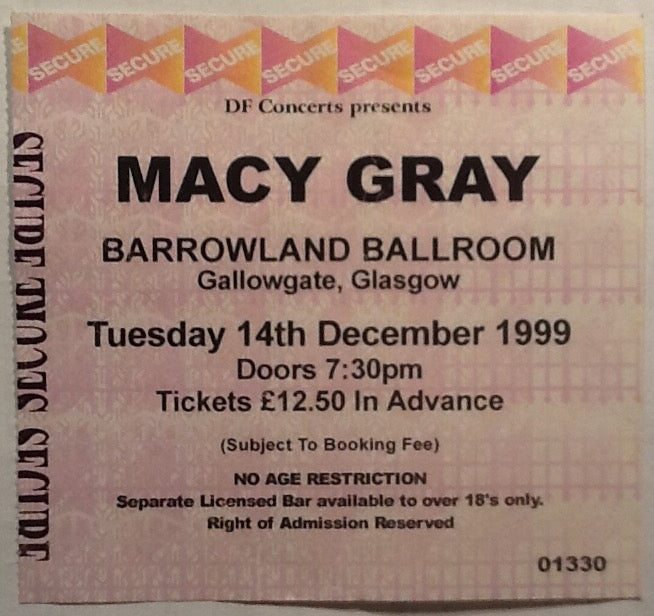 SECURE SECURE SECURE SECURE SECURE SECURE SECURE SECURE
DF Concerts presents
MACY GRAY
BARROWLAND BALLROOM
Gallowgate, Glasgow
Tuesday 14th December 1999
Doors 7:30pm
Tickets £12.50 In Advance
(Subject To Booking Fee)
NO AGE RESTRICTION
Separate Licensed Bar available to over 18's only.
Right of Admission Reserved
01330
SECURE